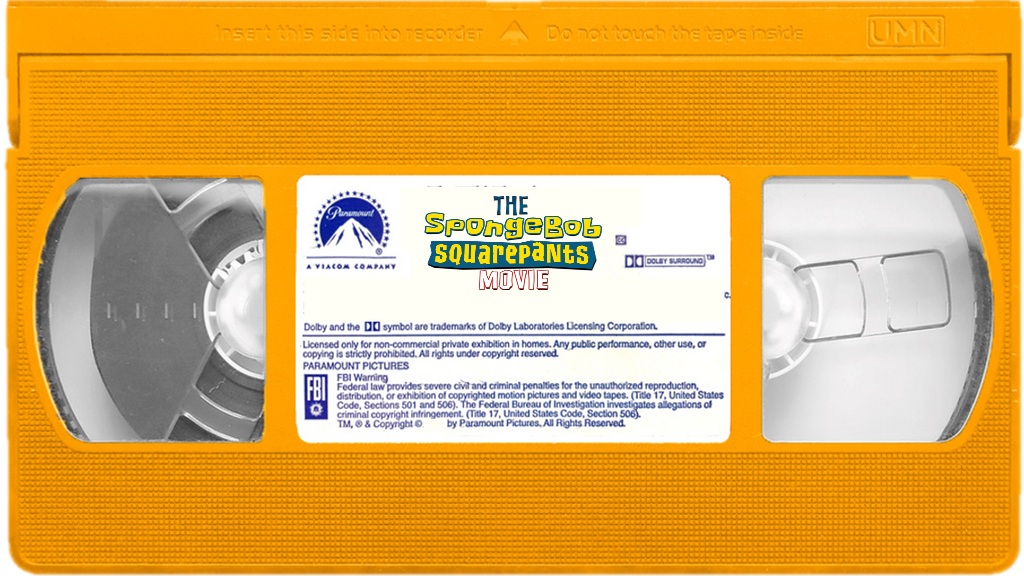 Insert this side into recorder Do not touch the tape inside UMN
Paramount
®
A VIACOM COMPANY
THE
SpongeBob
SQUAREPANTS
MOVIE
DOLBY SURROUND TM
c.
Dolby and the symbol are trademarks of Dolby Laboratories Licensing Corporation.
Licensed only for non-commercial private exhibition in homes. Any public performance, other use, or
copying is strictly prohibited. All rights under copyright reserved.
PARAMOUNT PICTURES
FBI
FBI Warning
Federal law provides severe civil and criminal penalties for the unauthorized reproduction,
distribution, or exhibition of copyrighted motion pictures and video tapes. (Title 17, United States
Code, Sections 501 and 506). The Federal Bureau of Investigation investigates allegations of
criminal copyright infringement. (Title 17, United States Code, Section 506).
TM, ® & Copyright © by Paramount Pictures. All Rights Reserved.